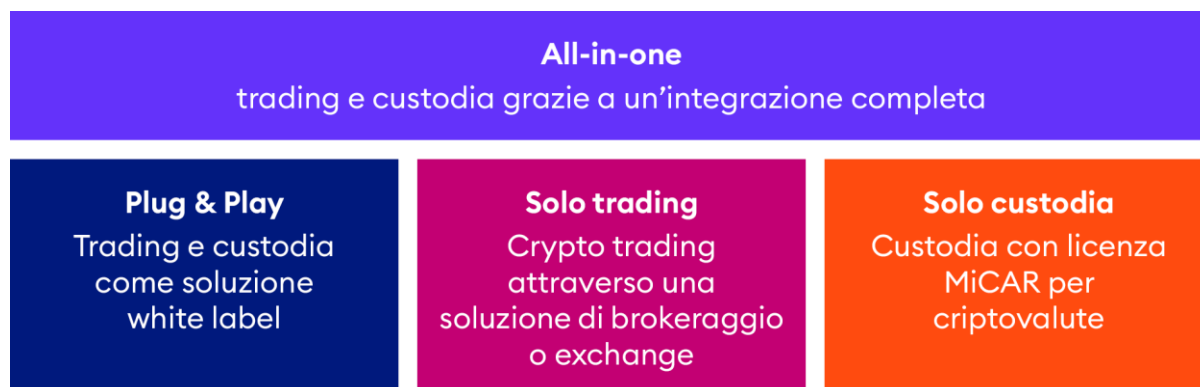 All-in-one
trading e custodia grazie a un'integrazione completa
Plug & Play
Trading e custodia
come soluzione
white label
Solo trading
Crypto trading
attraverso una
soluzione di brokeraggio
o exchange
Solo custodia
Custodia con licenza
MiCAR per
criptovalute